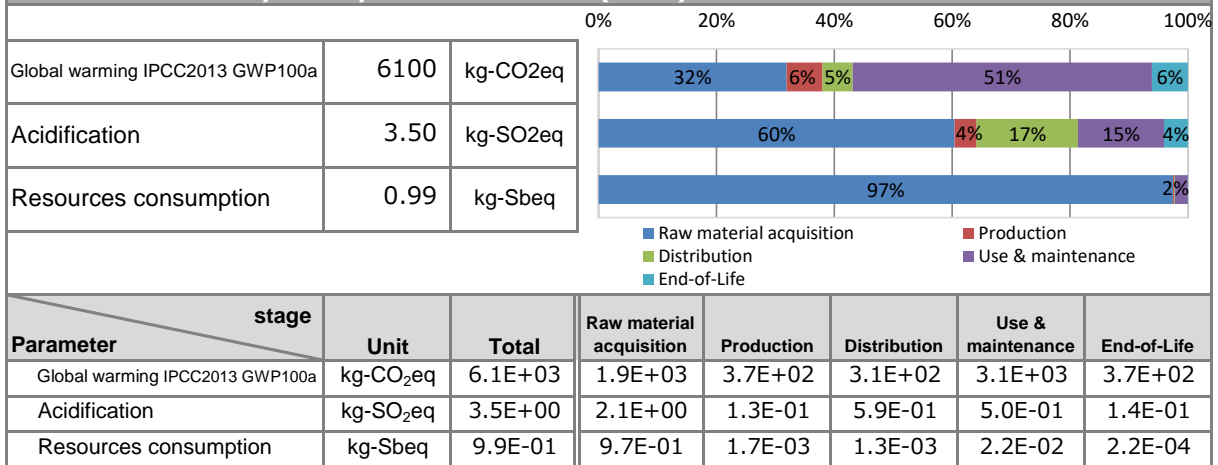 0% 20% 40% 60% 80% 100%
Global warming IPCC2013 GWP100a 6100 kg-CO2eq 32% 6% 5% 51% 6%
Acidification 3.50 kg-SO2eq 60% 4% 17% 15% 4%
Resources consumption 0.99 kg-Sbeq 97% 2%
Raw material acquisition Production
Distribution Use & maintenance
End-of-Life
stage
Parameter Unit Total Raw material acquisition Production Distribution Use & maintenance End-of-Life
Global warming IPCC2013 GWP100a kg-CO₂eq 6.1E+03 1.9E+03 3.7E+02 3.1E+02 3.1E+03 3.7E+02
Acidification kg-SO₂eq 3.5E+00 2.1E+00 1.3E-01 5.9E-01 5.0E-01 1.4E-01
Resources consumption kg-Sbeq 9.9E-01 9.7E-01 1.7E-03 1.3E-03 2.2E-02 2.2E-04